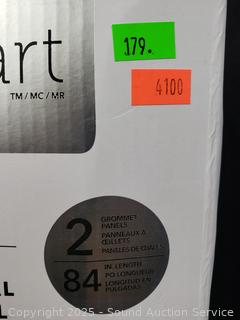 art
TM / MC / MR
179.
4100
2
GROMMET
PANELS
PANNEAUX À
ŒILLETS
PANELES DE OJALES
84
IN. LENGTH
PO LONGUEUR
LONGITUD EN
PULGADAS
L
L
Copyright 2025 - Sound Auction Service